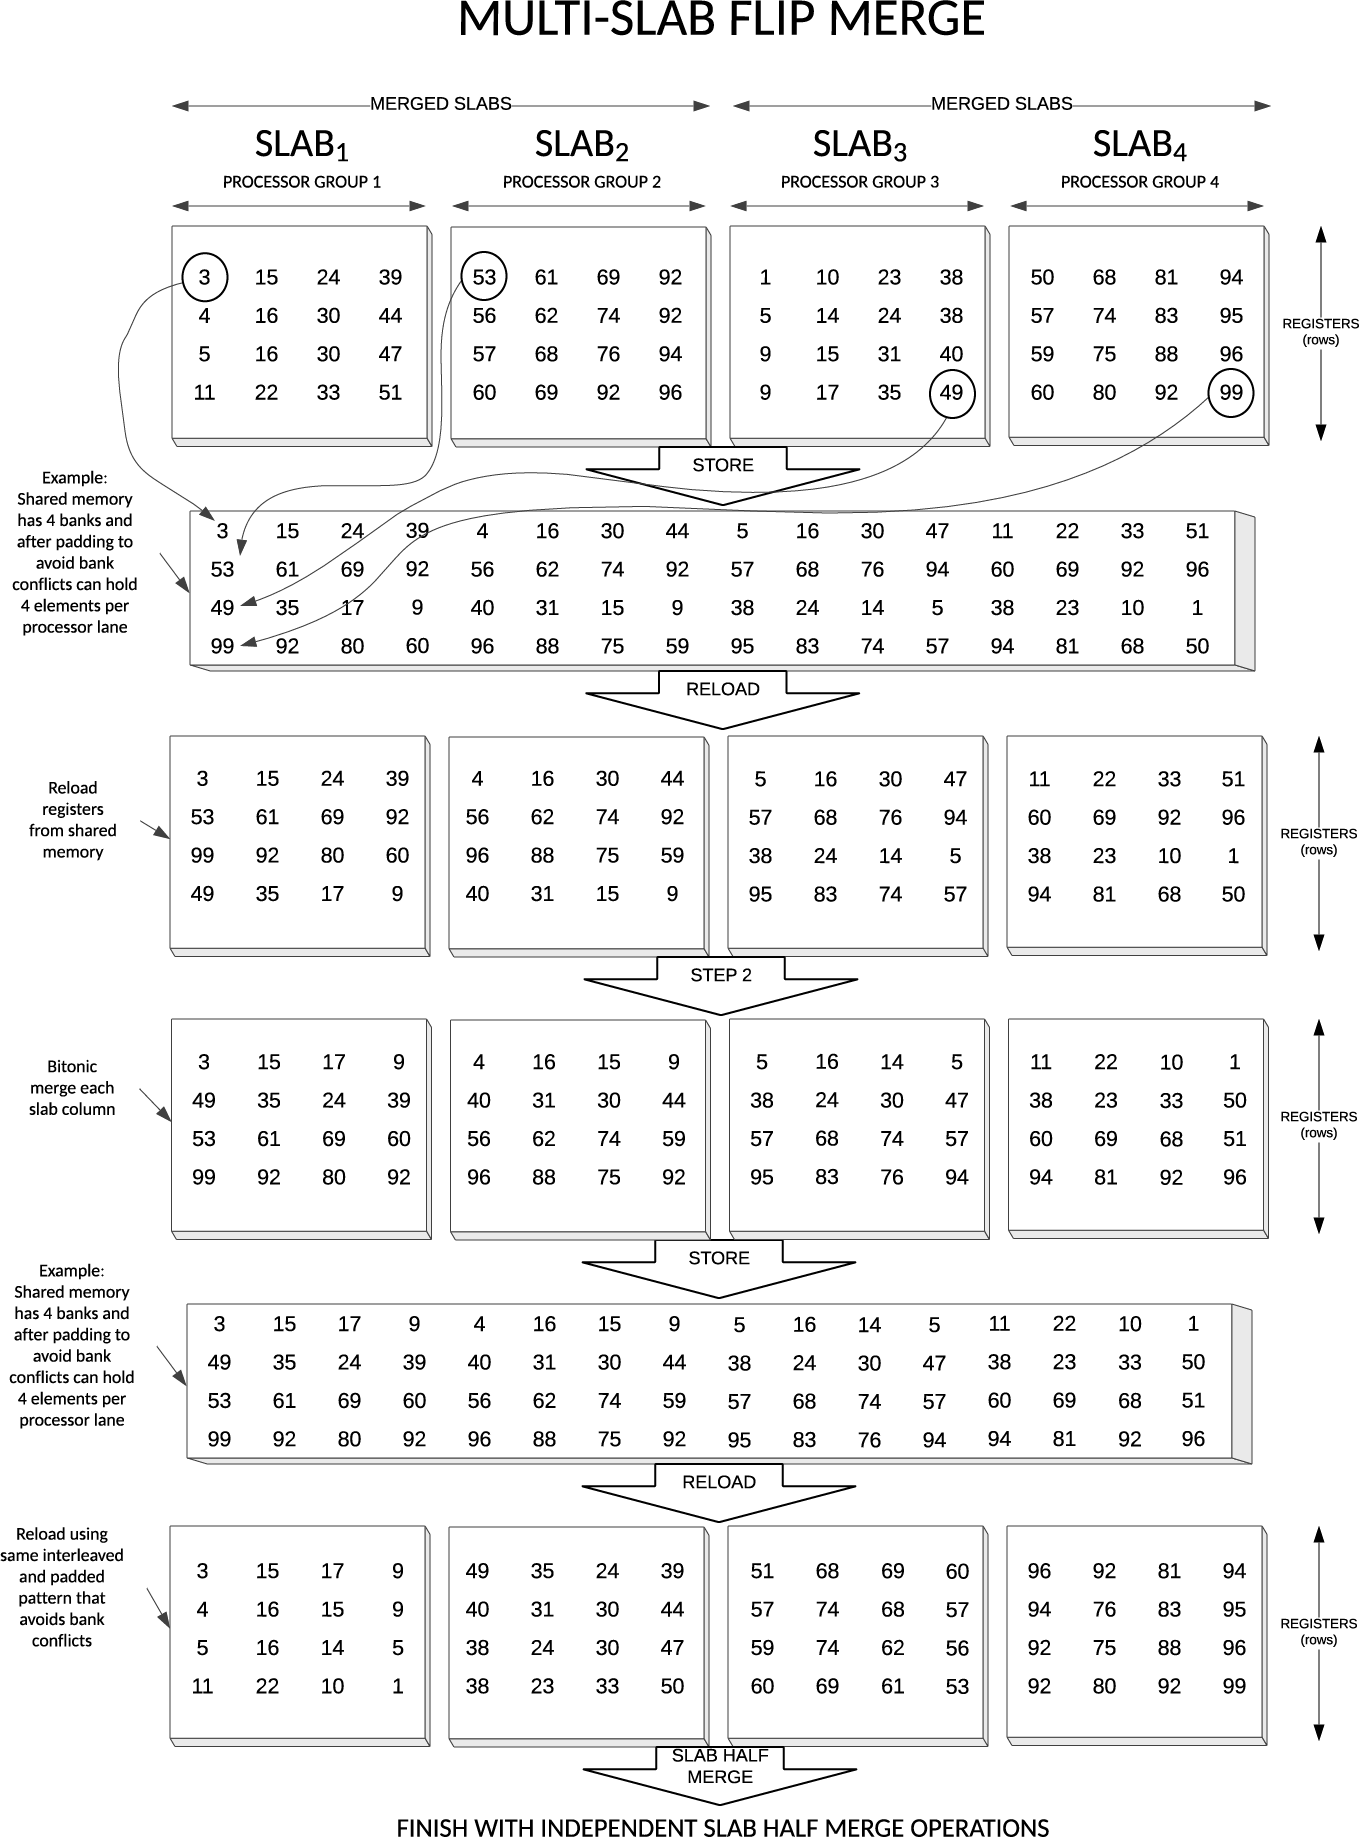 MULTI-SLAB FLIP MERGE
MERGED SLABS MERGED SLABS
SLAB1 SLAB2 SLAB3 SLAB4
PROCESSOR GROUP 1 PROCESSOR GROUP 2 PROCESSOR GROUP 3 PROCESSOR GROUP 4
3 15 24 39 53 61 69 92 1 10 23 38 50 68 81 94
4 16 30 44 56 62 74 92 5 14 24 38 57 74 83 95
5 16 30 47 57 68 76 94 9 15 31 40 59 75 88 96
11 22 33 51 60 69 92 96 9 17 35 49 60 80 92 99
REGISTERS
(rows)
STORE
Example:
Shared memory
has 4 banks and
after padding to
avoid bank
conflicts can hold
4 elements per
processor lane
3 15 24 39 4 16 30 44 5 16 30 47 11 22 33 51
53 61 69 92 56 62 74 92 57 68 76 94 60 69 92 96
49 35 17 9 40 31 15 9 38 24 14 5 38 23 10 1
99 92 80 60 96 88 75 59 95 83 74 57 94 81 68 50
RELOAD
Reload
registers
from shared
memory
3 15 24 39 4 16 30 44 5 16 30 47 11 22 33 51
53 61 69 92 56 62 74 92 57 68 76 94 60 69 92 96
99 92 80 60 96 88 75 59 38 24 14 5 38 23 10 1
49 35 17 9 40 31 15 9 95 83 74 57 94 81 68 50
REGISTERS
(rows)
STEP 2
Bitonic
merge each
slab column
3 15 17 9 4 16 15 9 5 16 14 5 11 22 10 1
49 35 24 39 40 31 30 44 38 24 30 47 38 23 33 50
53 61 69 60 56 62 74 59 57 68 74 57 60 69 68 51
99 92 80 92 96 88 75 92 95 83 76 94 94 81 92 96
REGISTERS
(rows)
STORE
Example:
Shared memory
has 4 banks and
after padding to
avoid bank
conflicts can hold
4 elements per
processor lane
3 15 17 9 4 16 15 9 5 16 14 5 11 22 10 1
49 35 24 39 40 31 30 44 38 24 30 47 38 23 33 50
53 61 69 60 56 62 74 59 57 68 74 57 60 69 68 51
99 92 80 92 96 88 75 92 95 83 76 94 94 81 92 96
RELOAD
Reload using
same interleaved
and padded
pattern that
avoids bank
conflicts
3 15 17 9 49 35 24 39 51 68 69 60 96 92 81 94
4 16 15 9 40 31 30 44 57 74 68 57 94 76 83 95
5 16 14 5 38 24 30 47 59 74 62 56 92 75 88 96
11 22 10 1 38 23 33 50 60 69 61 53 92 80 92 99
REGISTERS
(rows)
SLAB HALF
MERGE
FINISH WITH INDEPENDENT SLAB HALF MERGE OPERATIONS